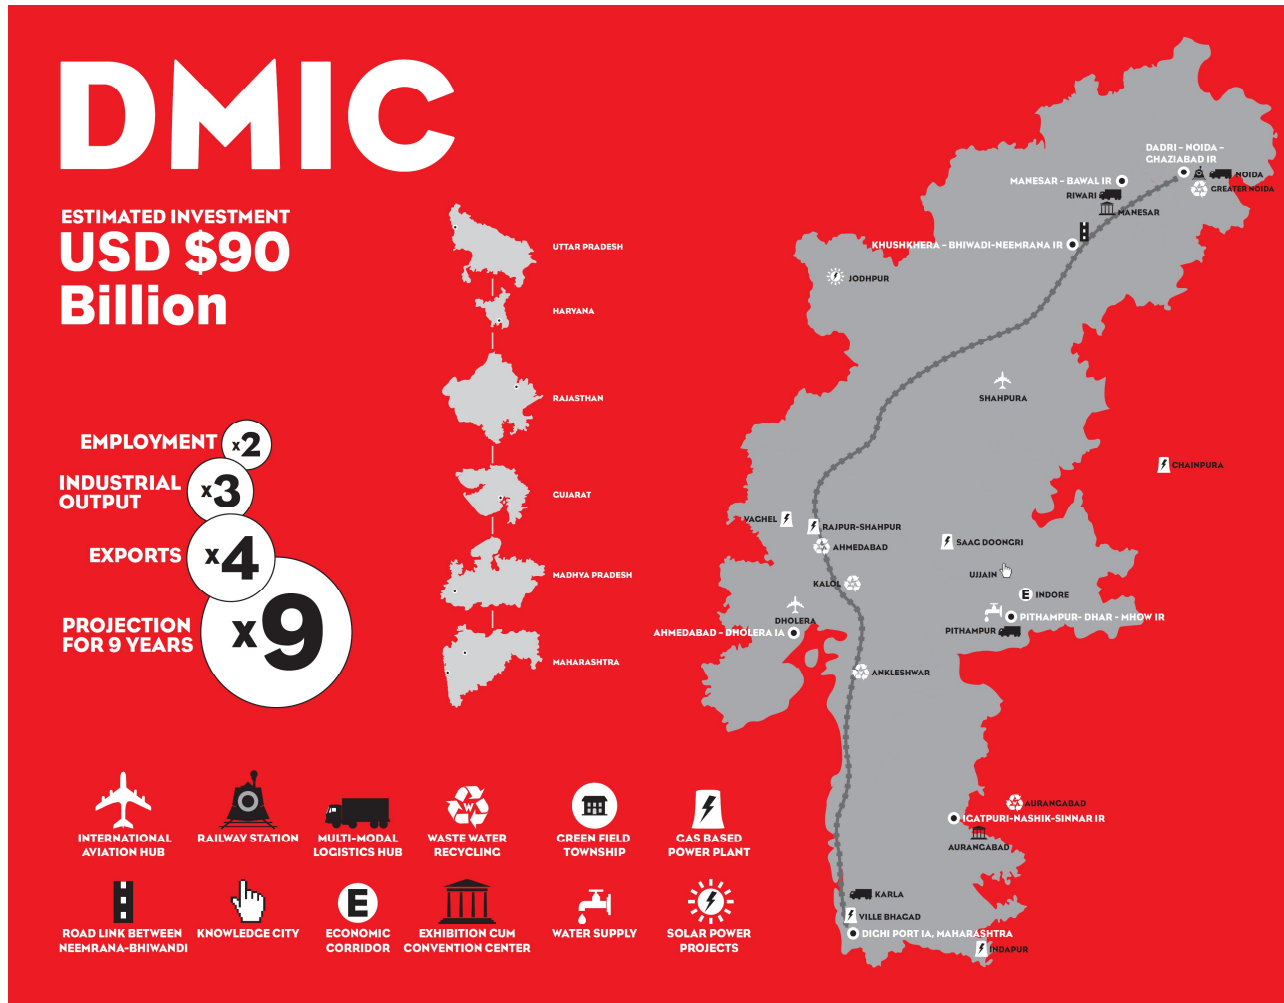 DMIC
ESTIMATED INVESTMENT
USD $90
Billion
EMPLOYMENT
x2
INDUSTRIAL
OUTPUT
x3
EXPORTS
x4
PROJECTION
FOR 9 YEARS
x9
UTTAR PRADESH
HARYANA
RAJASTHAN
GUJARAT
MADHYA PRADESH
MAHARASHTRA
DADRI – NOIDA –
GHAZIABAD IR
NOIDA
GREATER NOIDA
MANESAR – BAWAL IR
RIWARI
MANESAR
KHUSHKHERA – BHIWADI-NEEMRANA IR
JODHPUR
SHAHPURA
CHAINPURA
VAGHEL
RAJPUR-SHAHPUR
AHMEDABAD
SAAG DOONGRI
UJJAIN
KALOL
E INDORE
DHOLERA
PITHAMPUR- DHAR - MHOW IR
AHMEDABAD – DHOLERA IA
PITHAMPUR
ANKLESHWAR
W AURANGABAD
IGATPURI-NASHIK-SINNAR IR
AURANGABAD
KARLA
VILLE BHAGAD
DIGHI PORT IA, MAHARASHTRA
INDAPUR
INTERNATIONAL
AVIATION HUB
RAILWAY STATION
MULTI-MODAL
LOGISTICS HUB
W
WASTE WATER
RECYCLING
GREEN FIELD
TOWNSHIP
GAS BASED
POWER PLANT
ROAD LINK BETWEEN
NEEMRANA-BHIWANDI
KNOWLEDGE CITY
E
ECONOMIC
CORRIDOR
EXHIBITION CUM
CONVENTION CENTER
WATER SUPPLY
SOLAR POWER
PROJECTS